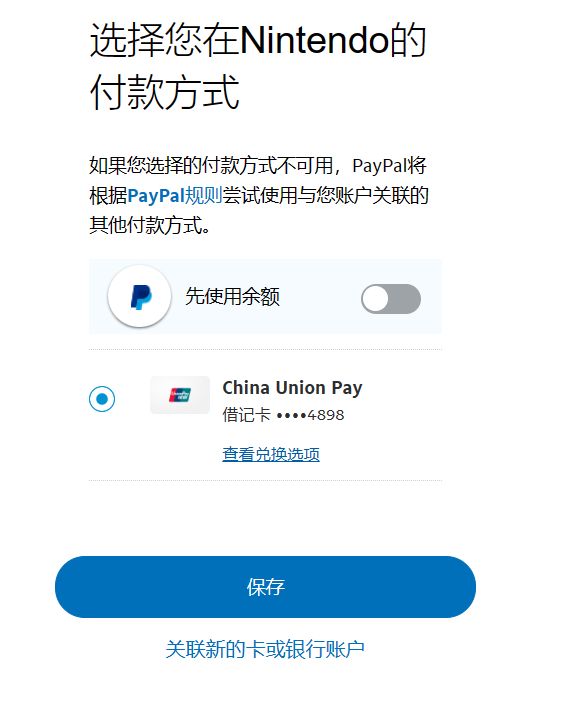 选择您在Nintendo的
付款方式
如果您选择的付款方式不可用，PayPal将
根据PayPal规则尝试使用与您账户关联的
其他付款方式。
先使用余额
China Union Pay
借记卡 ••••4898
查看兑换选项
保存
关联新的卡或银行账户